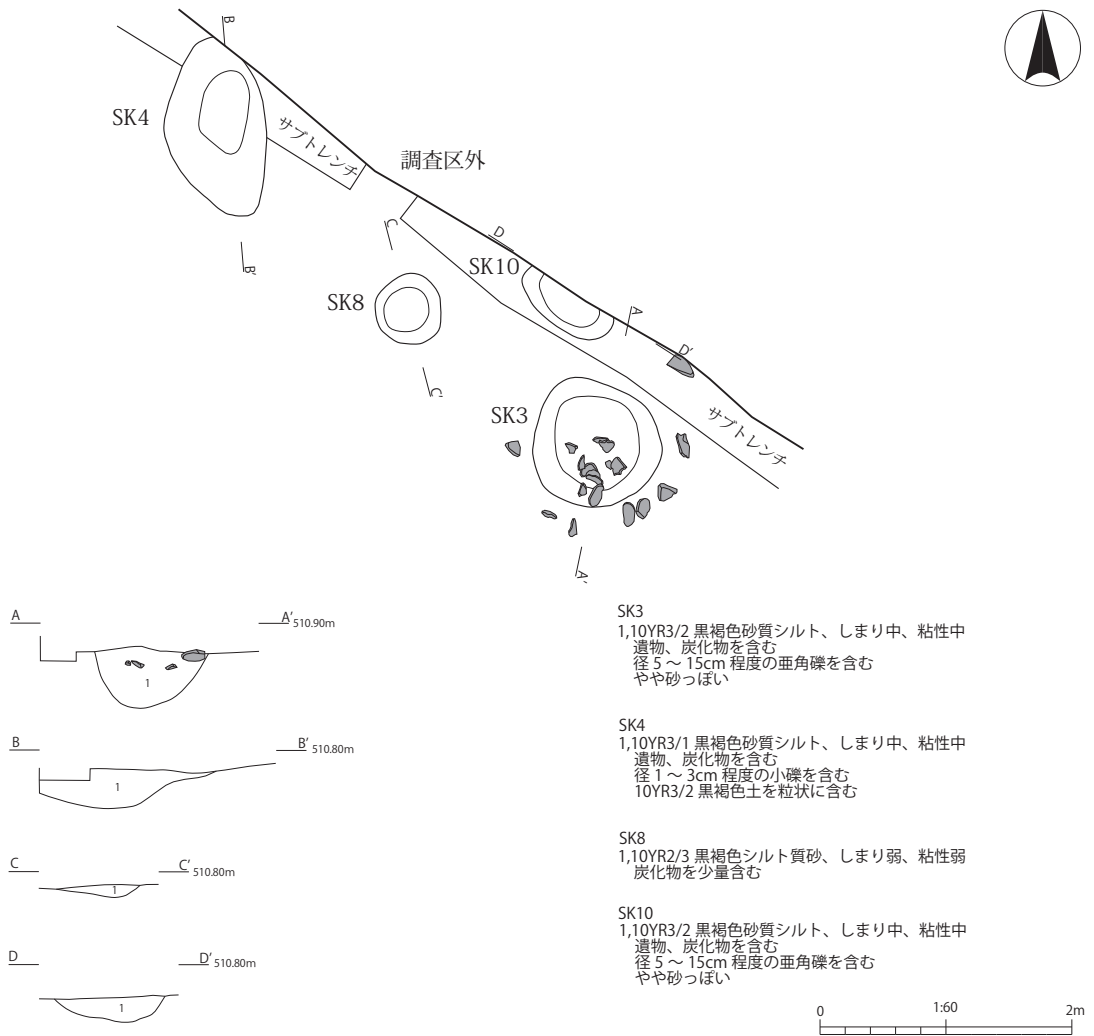 B
SK4
サブトレンチ
調査区外
B'
C
D
SK10
SK8
A
D'
C'
SK3
サブトレンチ
A'
A
A' 510.90m
1
B
B' 510.80m
1
C
C' 510.80m
1
D
D' 510.80m
1
SK3
1,10YR3/2 黒褐色砂質シルト、しまり中、粘性中
遺物、炭化物を含む
径 5 ～ 15cm 程度の亜角礫を含む
やや砂っぽい
SK4
1,10YR3/1 黒褐色砂質シルト、しまり中、粘性中
遺物、炭化物を含む
径 1 ～ 3cm 程度の小礫を含む
10YR3/2 黒褐色土を粒状に含む
SK8
1,10YR2/3 黒褐色シルト質砂、しまり弱、粘性弱
炭化物を少量含む
SK10
1,10YR3/2 黒褐色砂質シルト、しまり中、粘性中
遺物、炭化物を含む
径 5 ～ 15cm 程度の亜角礫を含む
やや砂っぽい
0 1:60 2m